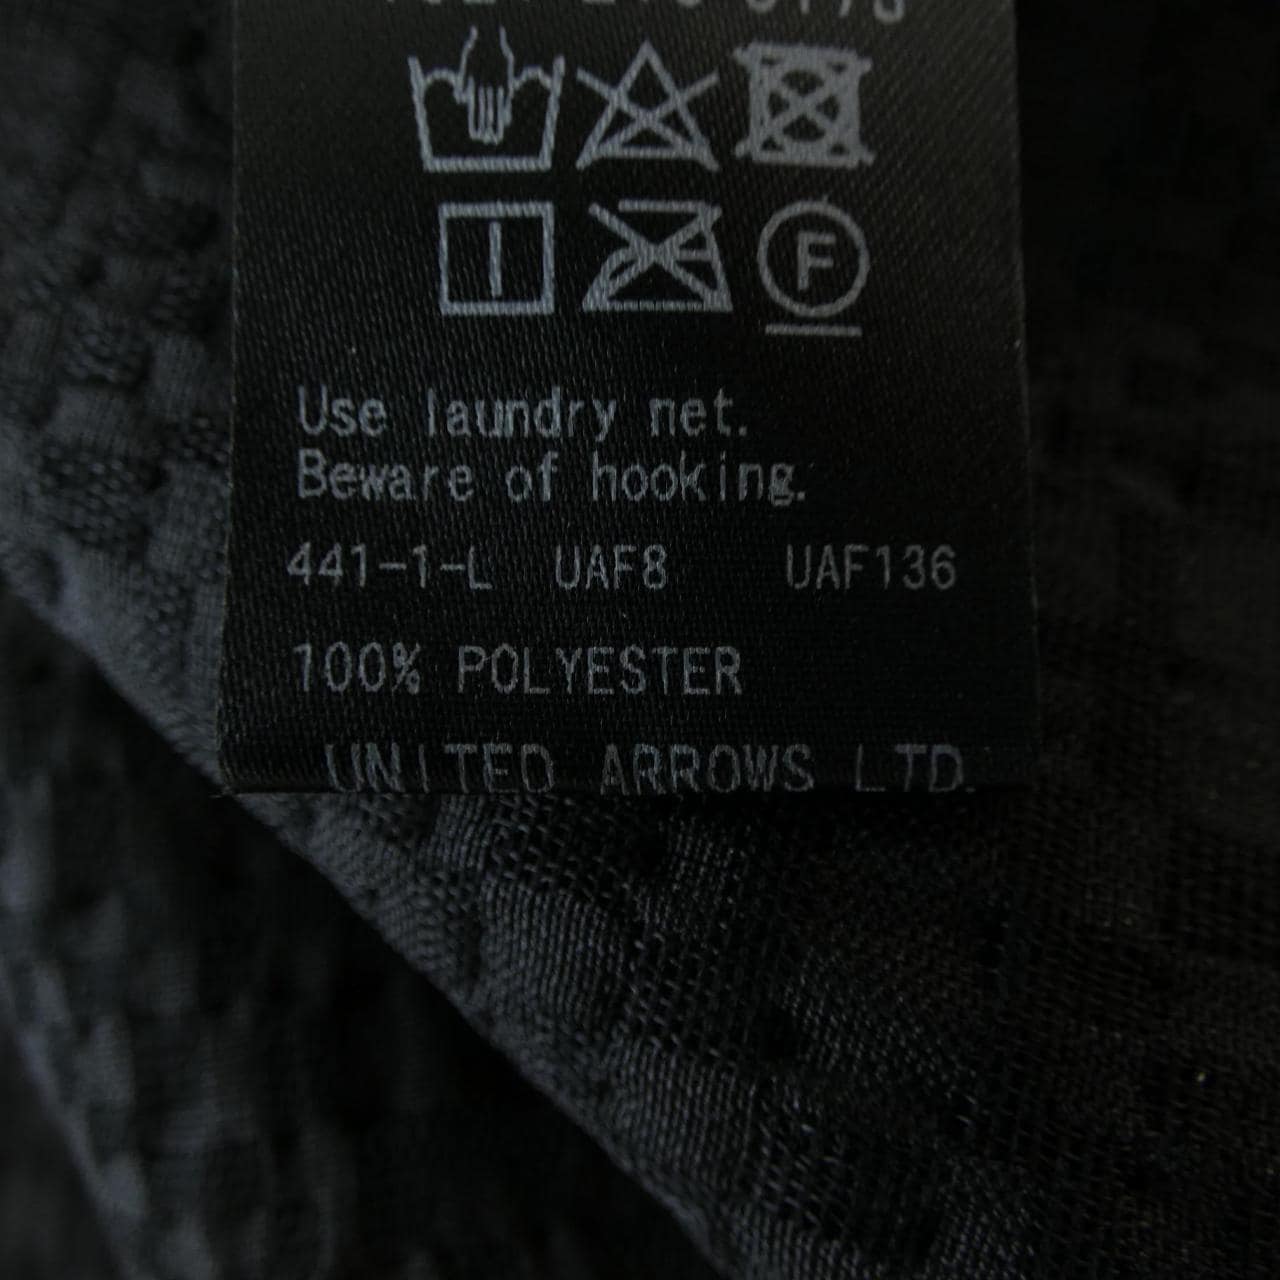 F
Use laundry net.
Beware of hooking.
441-1-L UAF8 UAF136
100% POLYESTER
UNITED ARROWS LTD.